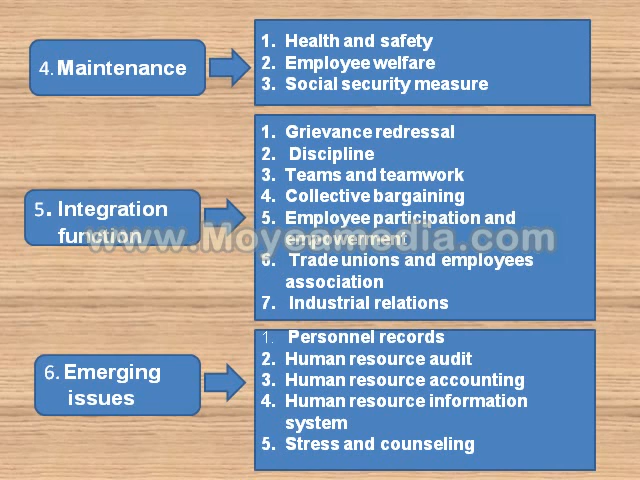 4. Maintenance
1. Health and safety
2. Employee welfare
3. Social security measure
5. Integration
function
1. Grievance redressal
2. Discipline
3. Teams and teamwork
4. Collective bargaining
5. Employee participation and
empowerment
6. Trade unions and employees
association
7. Industrial relations
www.Moyeamedia.com
6. Emerging
issues
1. Personnel records
2. Human resource audit
3. Human resource accounting
4. Human resource information
system
5. Stress and counseling